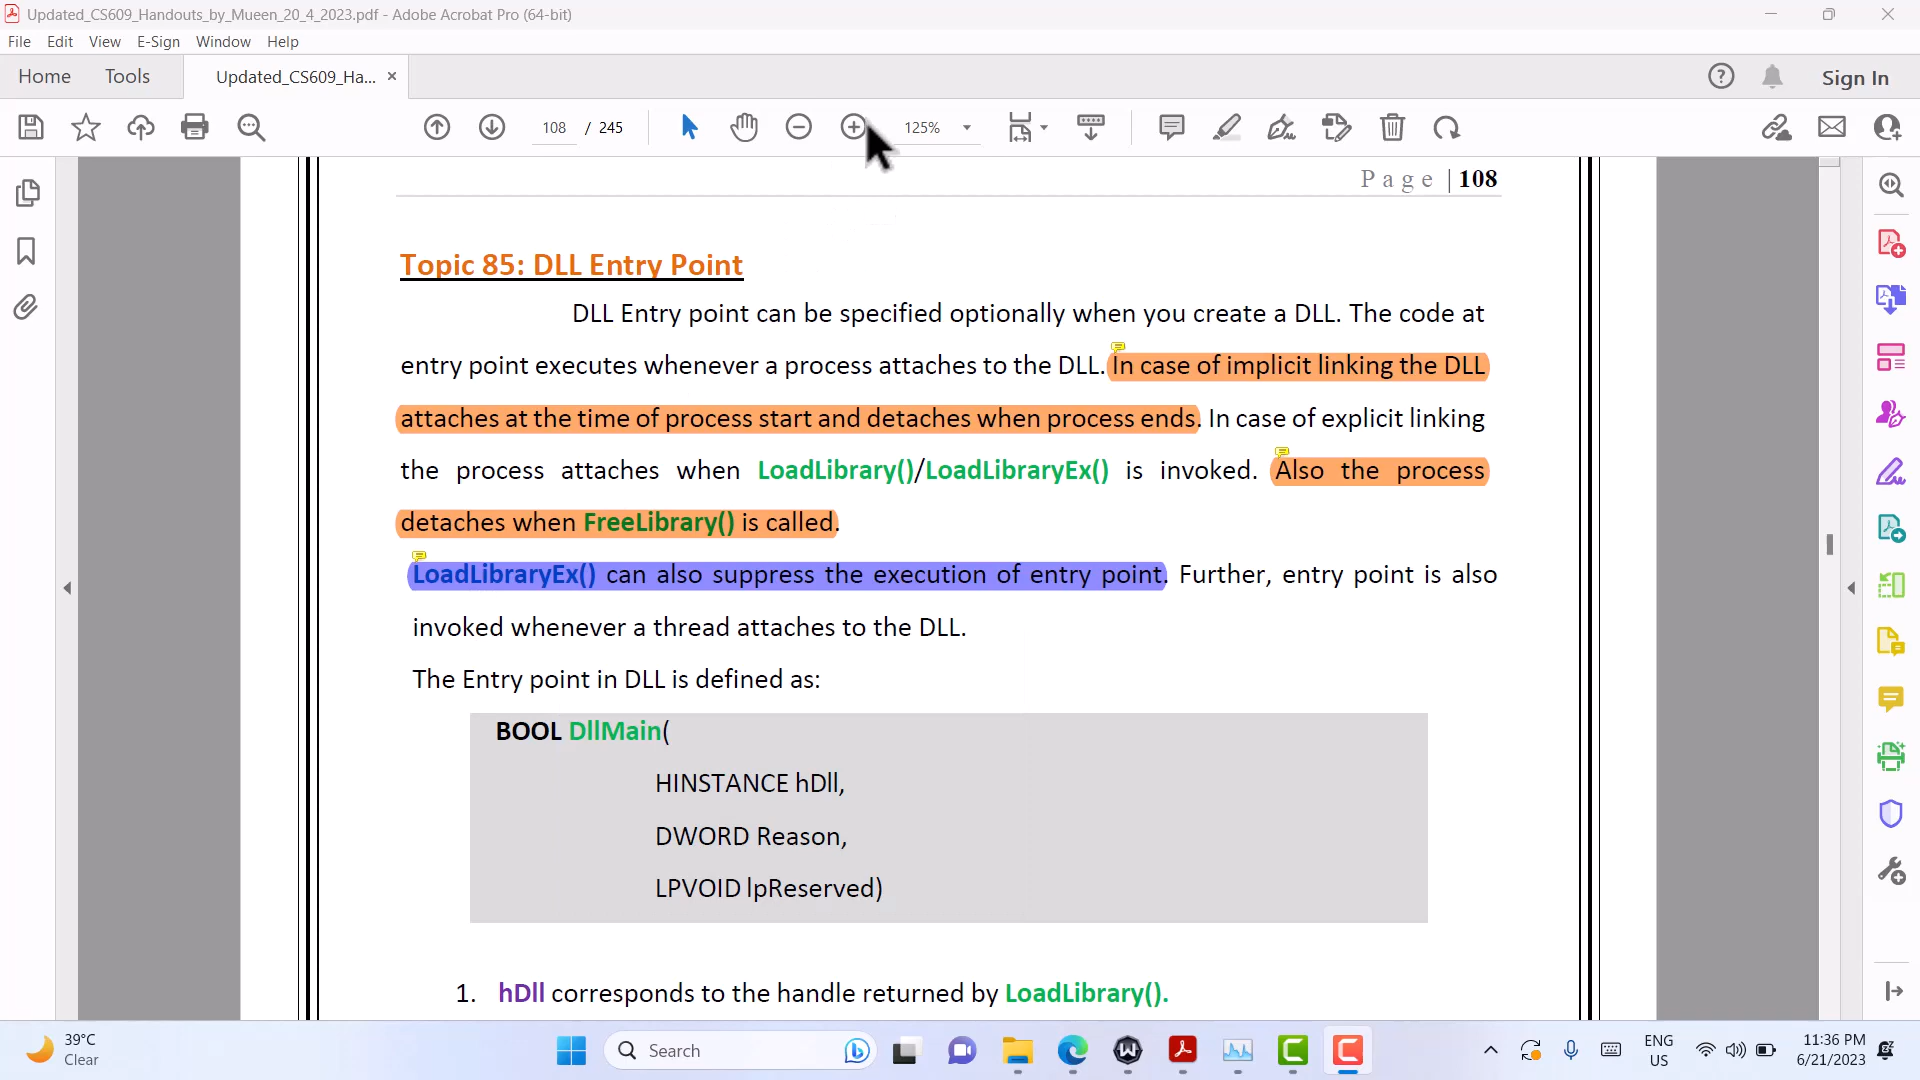 Updated_CS609_Handouts_by_Mueen_20_4_2023.pdf - Adobe Acrobat Pro (64-bit)
File Edit View E-Sign Window Help
Home Tools Updated_CS609_Ha... × Sign In
108 / 245 125%
Page | 108
Topic 85: DLL Entry Point
DLL Entry point can be specified optionally when you create a DLL. The code at
entry point executes whenever a process attaches to the DLL. In case of implicit linking the DLL
attaches at the time of process start and detaches when process ends. In case of explicit linking
the process attaches when LoadLibrary()/LoadLibraryEx() is invoked. Also the process
detaches when FreeLibrary() is called.
LoadLibraryEx() can also suppress the execution of entry point. Further, entry point is also
invoked whenever a thread attaches to the DLL.
The Entry point in DLL is defined as:
BOOL DllMain(
HINSTANCE hDll,
DWORD Reason,
LPVOID lpReserved)
1. hDll corresponds to the handle returned by LoadLibrary().
39°C
Clear
Search
ENG
US
11:36 PM
6/21/2023